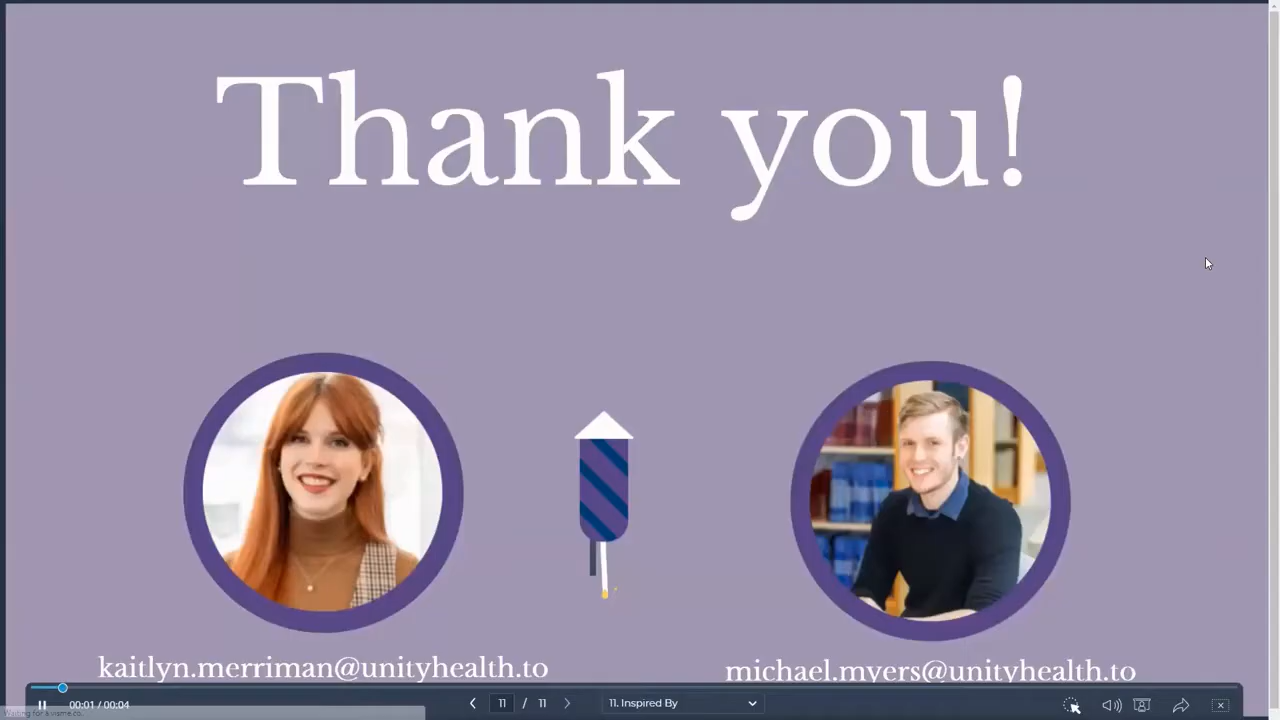 Thank you!
kaitlyn.merriman@unityhealth.to
michael.myers@unityhealth.to
00:01 / 00:04
11 / 11
11. Inspired By